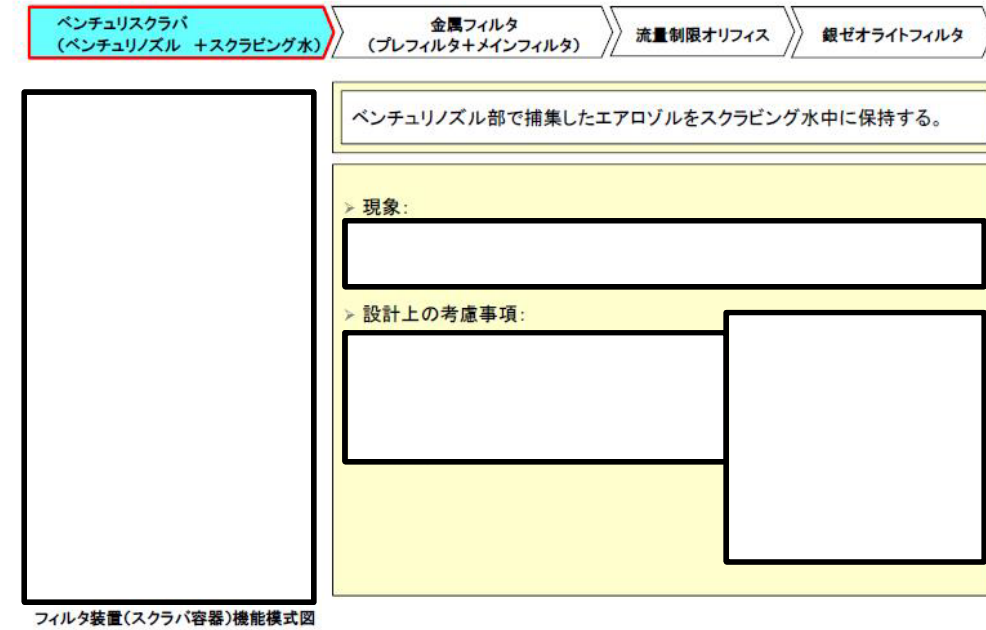 ベンチュリスクラバ
(ベンチュリノズル +スクラビング水)
金属フィルタ
(プレフィルタ+メインフィルタ)
流量制限オリフィス
銀ゼオライトフィルタ
ベンチュリノズル部で捕集したエアロゾルをスクラビング水中に保持する。
➢ 現象:
➢ 設計上の考慮事項:
フィルタ装置(スクラバ容器)機能模式図